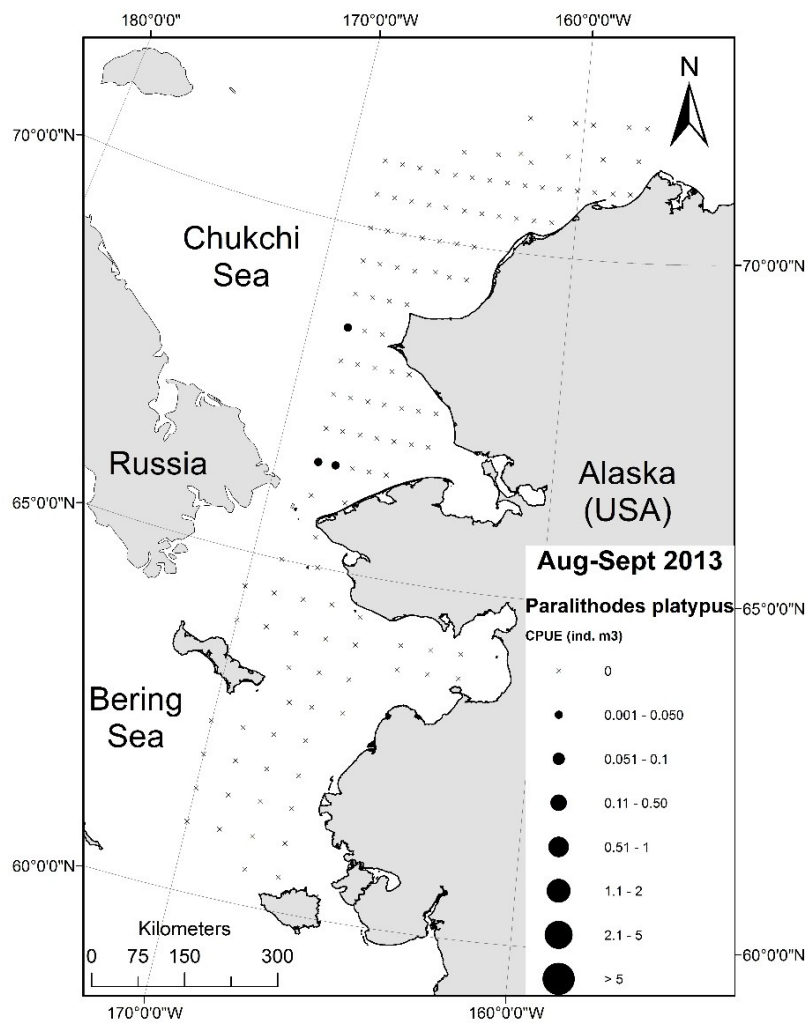 180°0'0"
170°0'0"W
160°0'0"W
N
70°0'0"N
Chukchi
Sea
70°0'0"N
Russia
Alaska
(USA)
65°0'0"N
Aug-Sept 2013
Paralithodes platypus
65°0'0"N
CPUE (ind. m3)
0
Bering
Sea
0.001 - 0.050
0.051 - 0.1
0.11 - 0.50
0.51 - 1
60°0'0"N
1.1 - 2
Kilometers
2.1 - 5
0 75 150 300
60°0'0"N
> 5
170°0'0"W
160°0'0"W